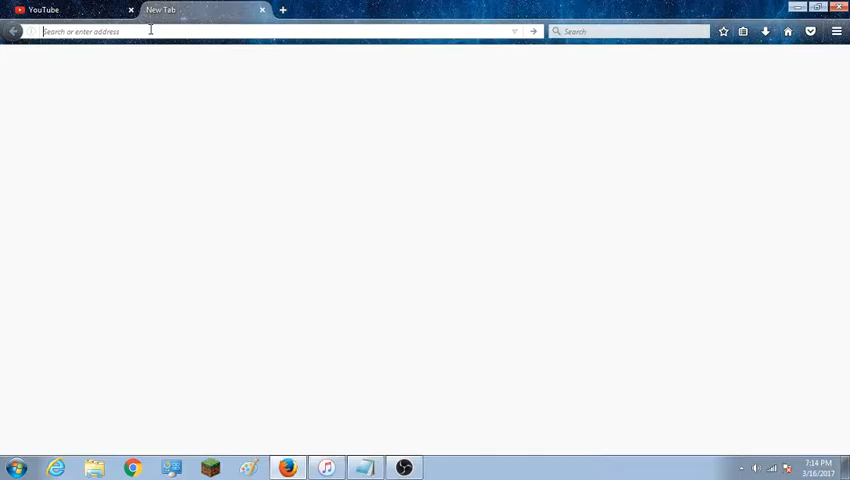 YouTube
New Tab
Search or enter address
Search
7:14 PM
3/16/2017